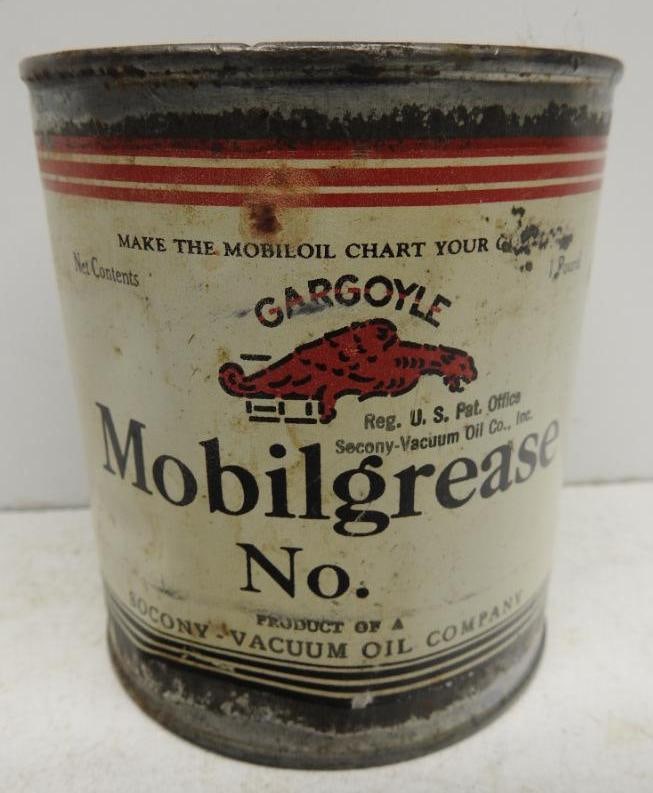 MAKE THE MOBILOIL CHART YOUR
Net Contents
1 Pound
GARGOYLE
Reg. U. S. Pat. Office
Socony-Vacuum Oil Co., Inc.
Mobilgrease
No.
PRODUCT OF A
SOCONY-VACUUM OIL COMPANY